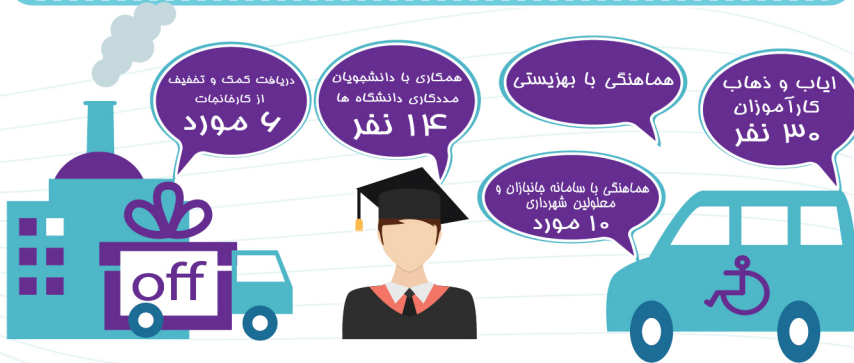 ایاب و ذهاب
کارآموزان
۳۰ نفر
هماهنگی با بهزیستی
هماهنگی با سامانه جانبازان و
معلولین شهرداری
۱۰ مورد
همکاری با دانشجویان
مددکاری دانشگاه ها
۱۴ نفر
دریافت کمک و تخفیف
از کارخانجات
۶ مورد
off